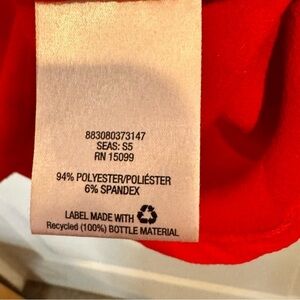 883080373147
SEAS: S5
RN 15099
94% POLYESTER/POLIÉSTER
6% SPANDEX
LABEL MADE WITH
Recycled (100%) BOTTLE MATERIAL